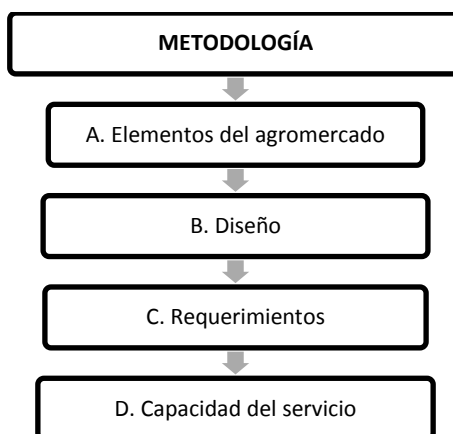 METODOLOGÍA
A. Elementos del agromercado
B. Diseño
C. Requerimientos
D. Capacidad del servicio